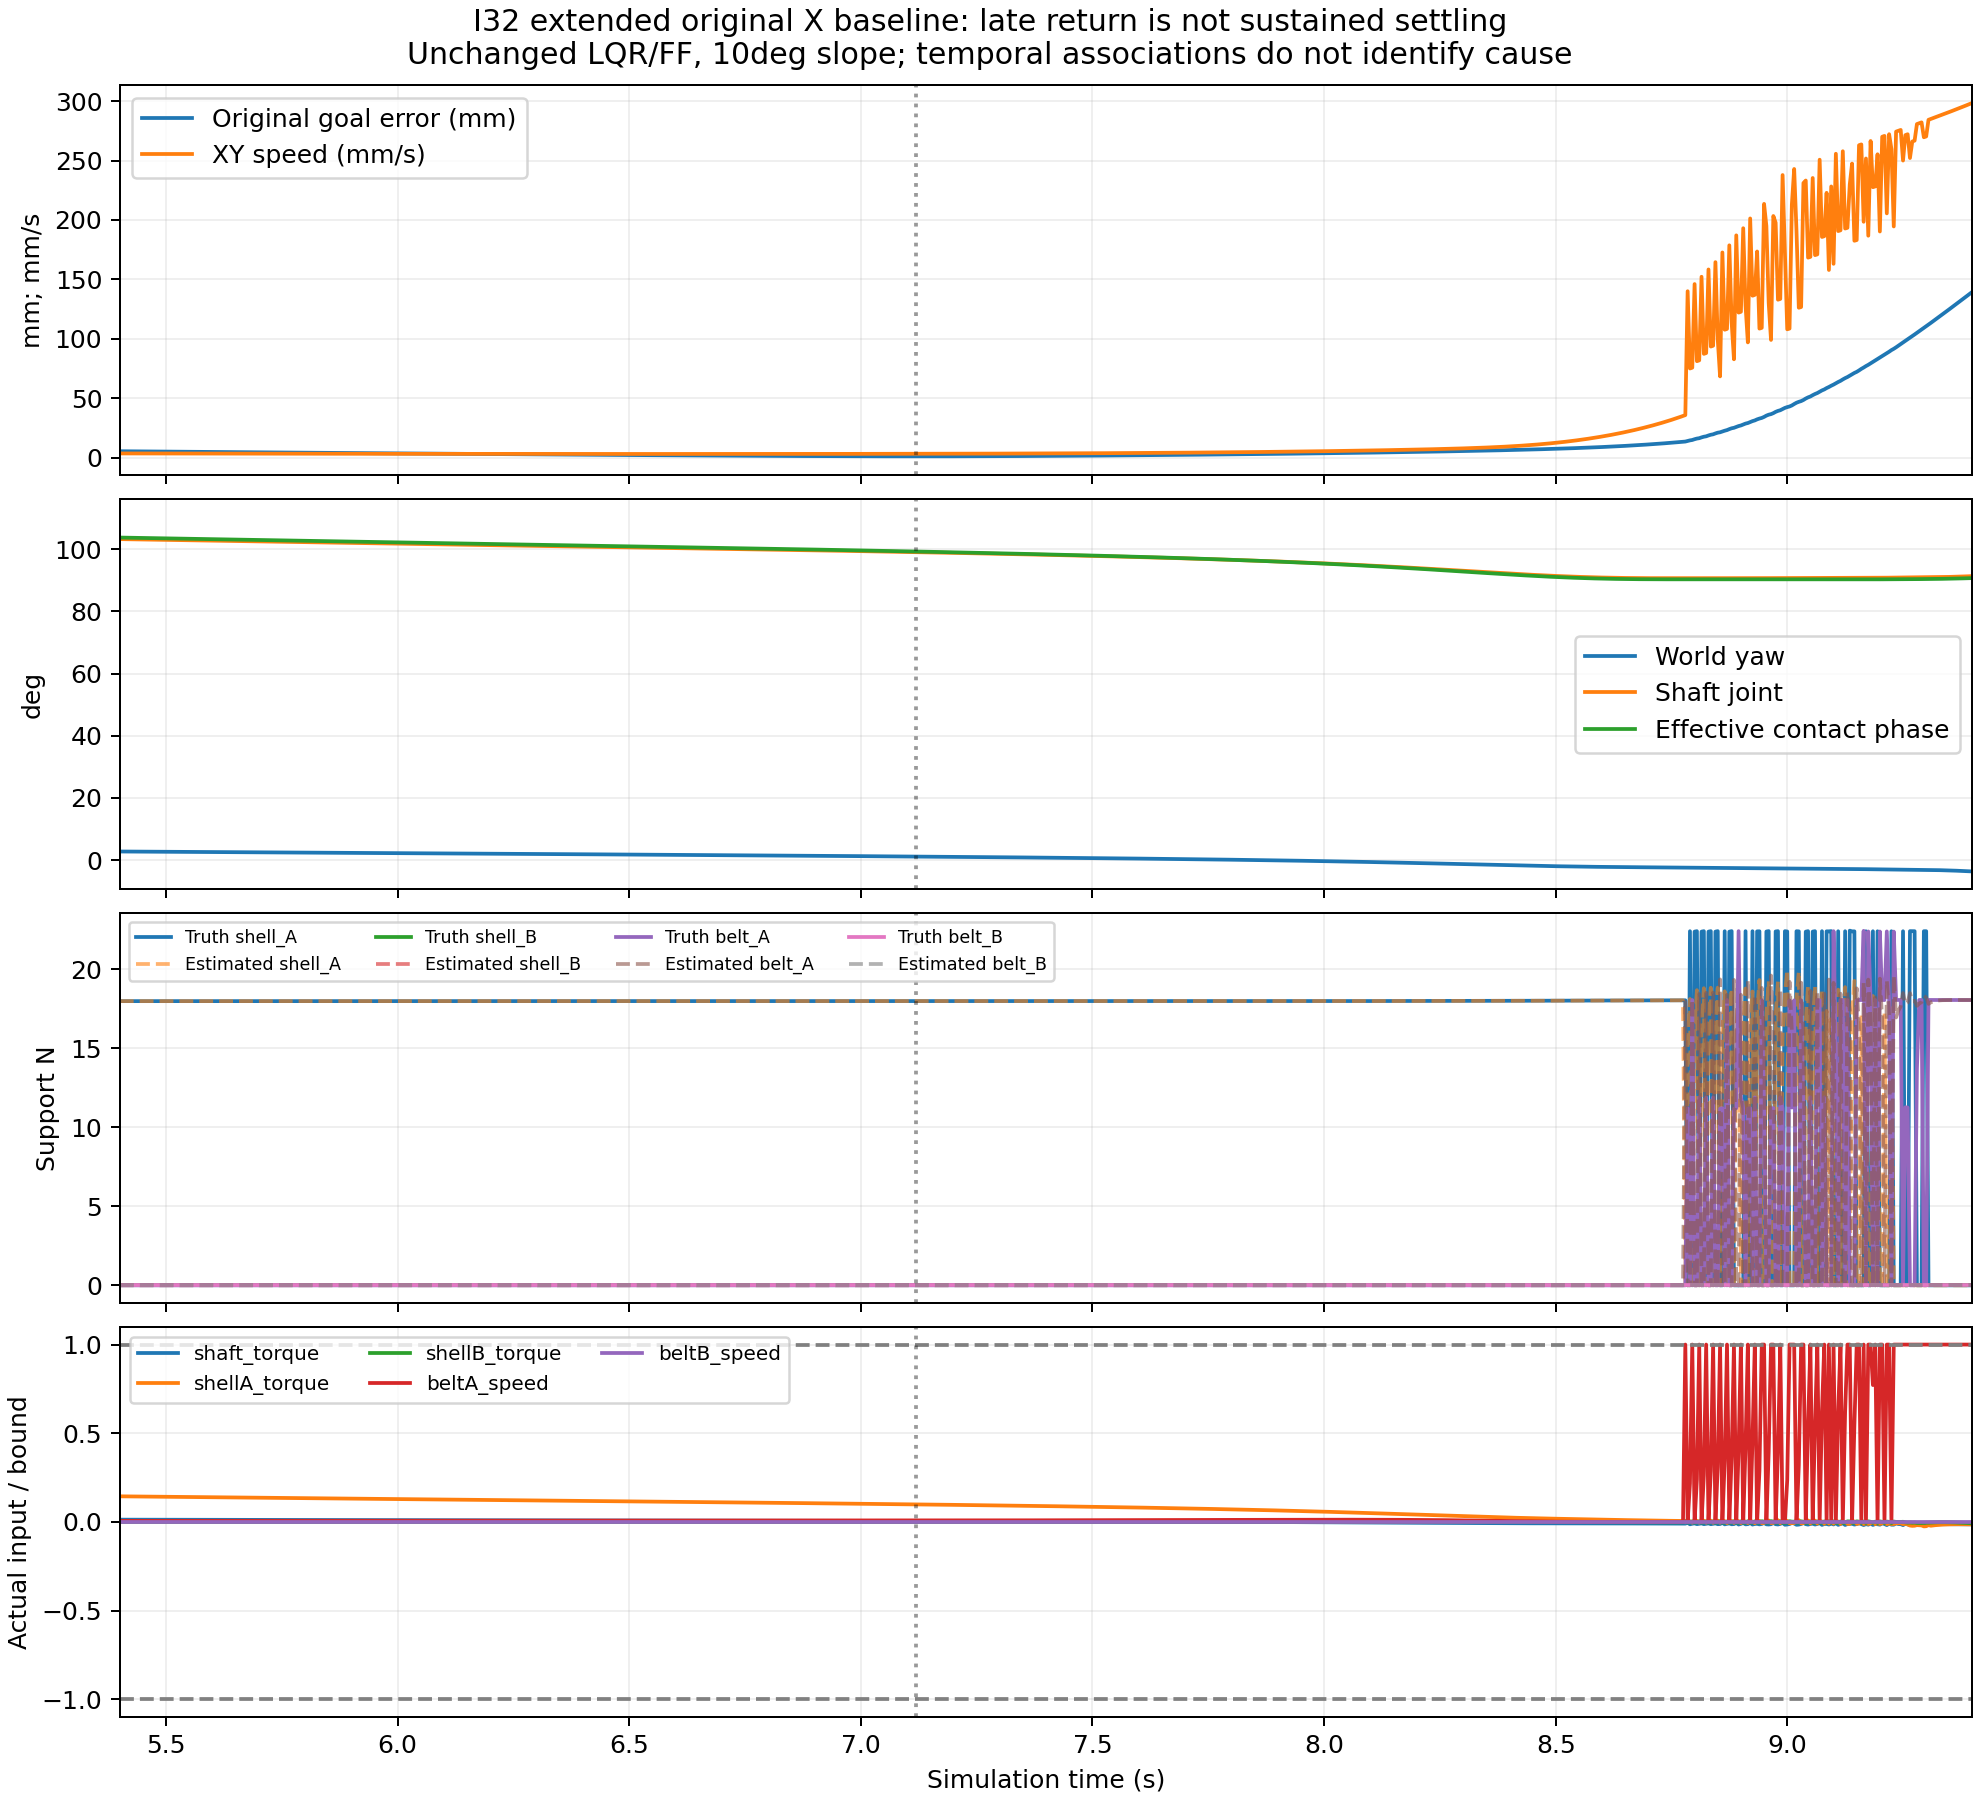 I32 extended original X baseline: late return is not sustained settling
Unchanged LQR/FF, 10deg slope; temporal associations do not identify cause
Original goal error (mm)
XY speed (mm/s)
mm; mm/s
300
250
200
150
100
50
0
World yaw
Shaft joint
Effective contact phase
deg
100
80
60
40
20
0
Truth shell_A
Estimated shell_A
Truth shell_B
Estimated shell_B
Truth belt_A
Estimated belt_A
Truth belt_B
Estimated belt_B
Support N
20
15
10
5
0
shaft_torque
shellA_torque
shellB_torque
beltA_speed
beltB_speed
Actual input / bound
1.0
0.5
0.0
−0.5
−1.0
5.5 6.0 6.5 7.0 7.5 8.0 8.5 9.0
Simulation time (s)